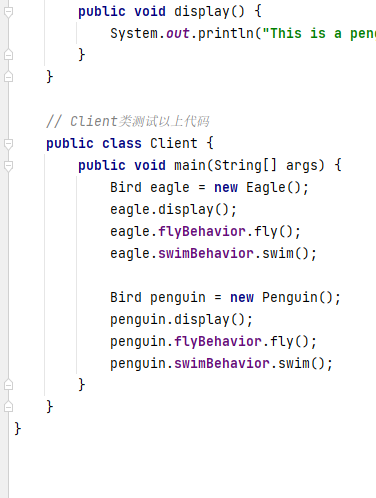 public void display() {
System.out.println("This is a pen
}
}
// Client类测试以上代码
public class Client {
public void main(String[] args) {
Bird eagle = new Eagle();
eagle.display();
eagle.flyBehavior.fly();
eagle.swimBehavior.swim();
Bird penguin = new Penguin();
penguin.display();
penguin.flyBehavior.fly();
penguin.swimBehavior.swim();
}
}
}